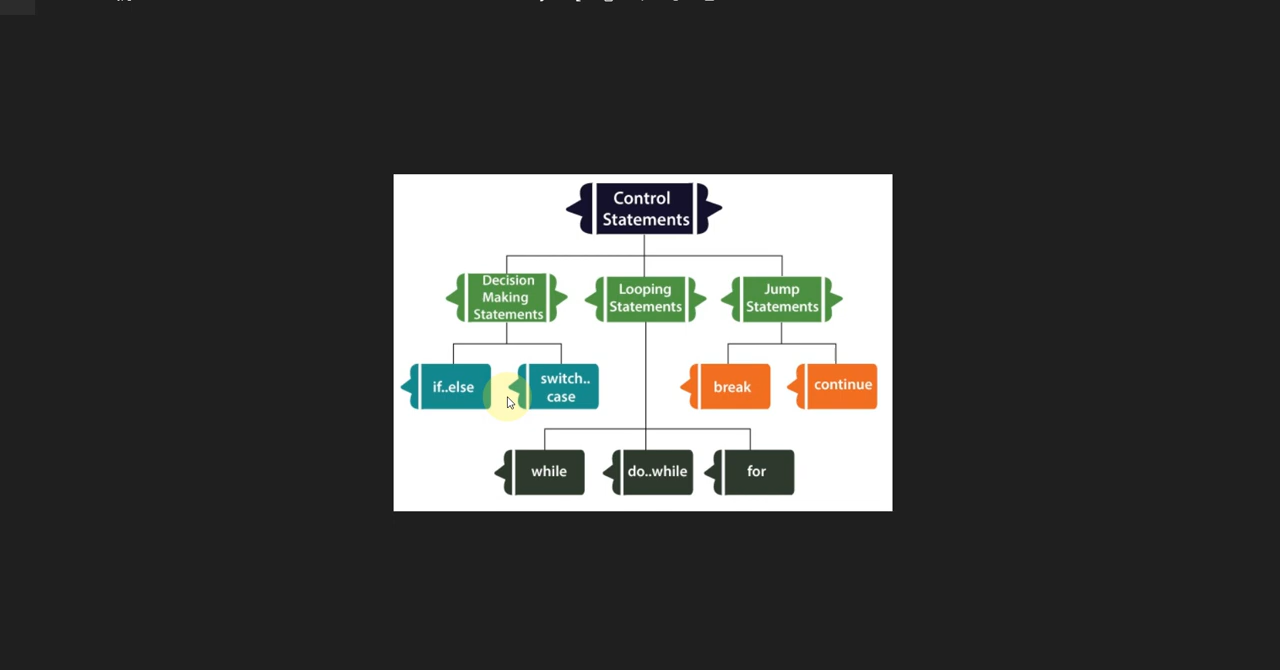 Control
Statements
Decision
Making
Statements
Looping
Statements
Jump
Statements
if..else
switch..
case
break
continue
while
do..while
for